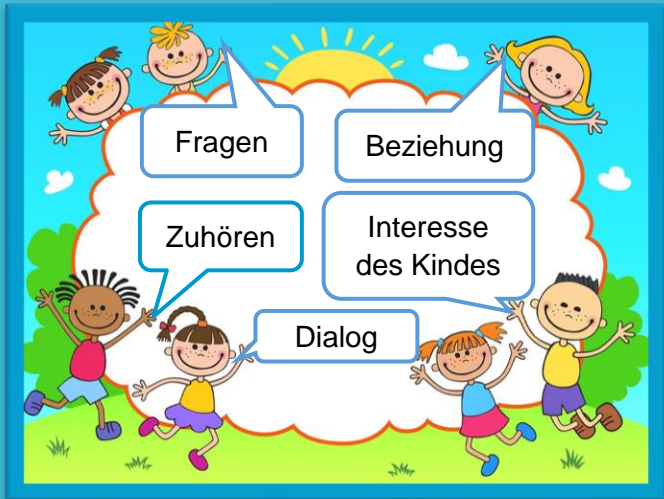 Fragen
Beziehung
Zuhören
Interesse
des Kindes
Dialog